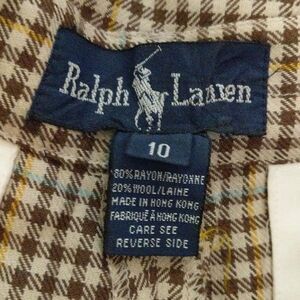 Ralph Lauren
10
80% RAYON/RAYONNE
20% WOOL/LAINE
MADE IN HONG KONG
FABRIQUÉ À HONG KONG
CARE SEE
REVERSE SIDE